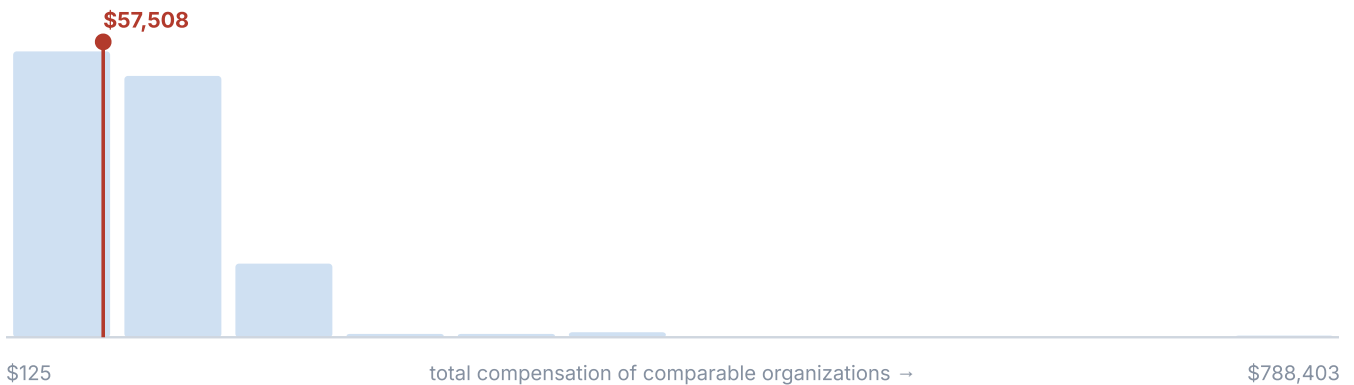 $57,508
$125 total compensation of comparable organizations → $788,403